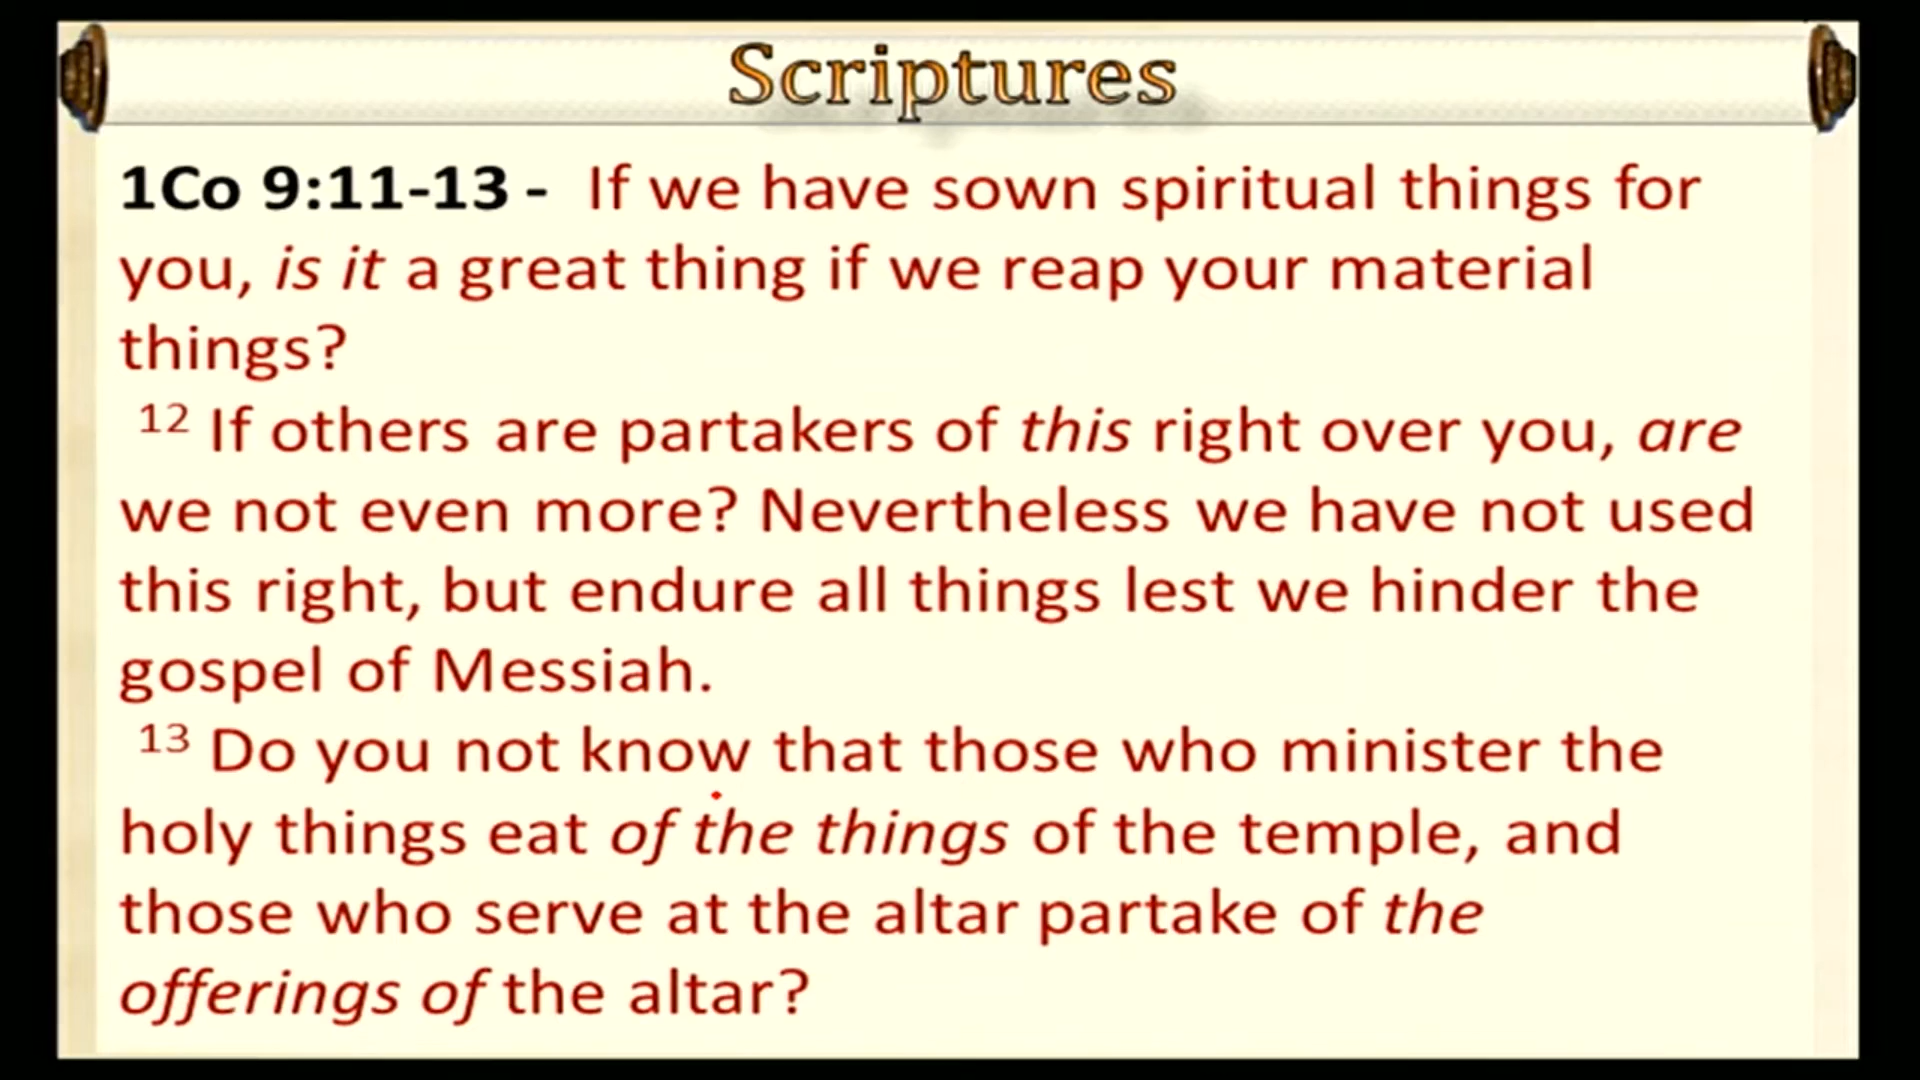 Scriptures
1Co 9:11-13 - If we have sown spiritual things for
you, is it a great thing if we reap your material
things?
12 If others are partakers of this right over you, are
we not even more? Nevertheless we have not used
this right, but endure all things lest we hinder the
gospel of Messiah.
13 Do you not know that those who minister the
holy things eat of the things of the temple, and
those who serve at the altar partake of the
offerings of the altar?